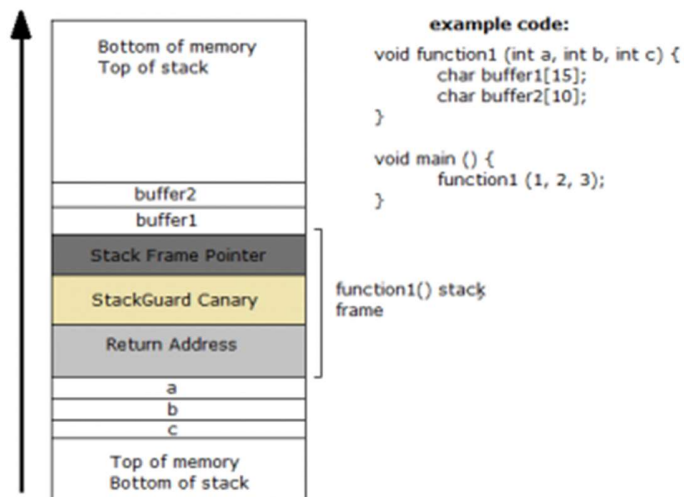 Bottom of memory
Top of stack
buffer2
buffer1
Stack Frame Pointer
StackGuard Canary
Return Address
a
b
c
Top of memory
Bottom of stack
function1() stack
frame
example code:
void function1 (int a, int b, int c) {
char buffer1[15];
char buffer2[10];
}
void main () {
function1 (1, 2, 3);
}